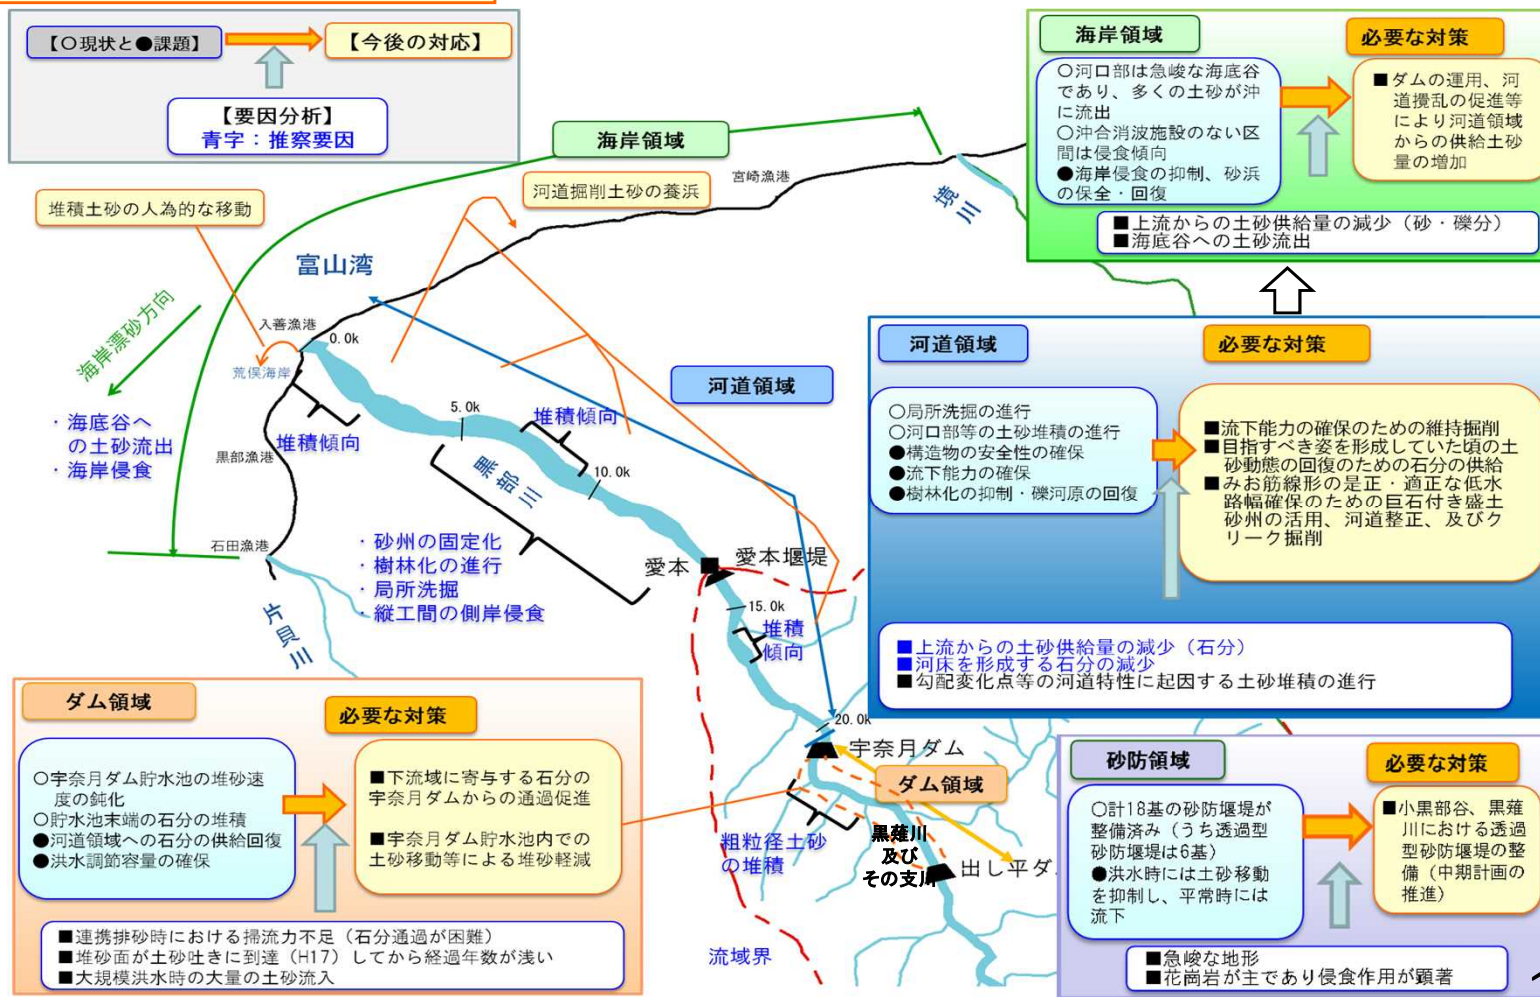 【○現状と●課題】
【今後の対応】
【要因分析】
青字：推察要因
海岸領域
必要な対策
○河口部は急峻な海底谷
であり、多くの土砂が沖
に流出
○沖合消波施設のない区
間は侵食傾向
●海岸侵食の抑制、砂浜
の保全・回復
■ダムの運用、河
道攪乱の促進等
により河道領域
からの供給土砂
量の増加
■上流からの土砂供給量の減少（砂・礫分）
■海底谷への土砂流出
海岸領域
宮崎漁港
境川
河道掘削土砂の養浜
堆積土砂の人為的な移動
富山湾
海岸漂砂方向
入善漁港
0.0k
荒俣海岸
・海底谷へ
の土砂流出
・海岸侵食
堆積傾向
黒部漁港
石田漁港
片貝川
5.0k
堆積傾向
黒部川
10.0k
河道領域
・砂州の固定化
・樹林化の進行
・局所洗掘
・縦工間の側岸侵食
愛本
愛本堰堤
15.0k
堆積
傾向
20.0k
宇奈月ダム
ダム領域
粗粒径土砂
の堆積
黒薙川
及び
その支川
出し平ダ
流域界
河道領域
必要な対策
○局所洗掘の進行
○河口部等の土砂堆積の進行
●構造物の安全性の確保
●流下能力の確保
●樹林化の抑制・礫河原の回復
■流下能力の確保のための維持掘削
■目指すべき姿を形成していた頃の土
砂動態の回復のための石分の供給
■みお筋線形の是正・適正な低水
路幅確保のための巨石付き盛土
砂州の活用、河道整正、及びク
リーク掘削
■上流からの土砂供給量の減少（石分）
■河床を形成する石分の減少
■勾配変化点等の河道特性に起因する土砂堆積の進行
ダム領域
必要な対策
○宇奈月ダム貯水池の堆砂速
度の鈍化
○貯水池末端の石分の堆積
●河道領域への石分の供給回復
●洪水調節容量の確保
■下流域に寄与する石分の
宇奈月ダムからの通過促進
■宇奈月ダム貯水池内での
土砂移動等による堆砂軽減
■連携排砂時における掃流力不足（石分通過が困難）
■堆砂面が土砂吐きに到達（H17）してから経過年数が浅い
■大規模洪水時の大量の土砂流入
砂防領域
必要な対策
○計18基の砂防堰堤が
整備済み（うち透過型
砂防堰堤は6基）
●洪水時には土砂移動
を抑制し、平常時には
流下
■小黒部谷、黒薙
川における透過
型砂防堰堤の整
備（中期計画の
推進）
■急峻な地形
■花崗岩が主であり侵食作用が顕著